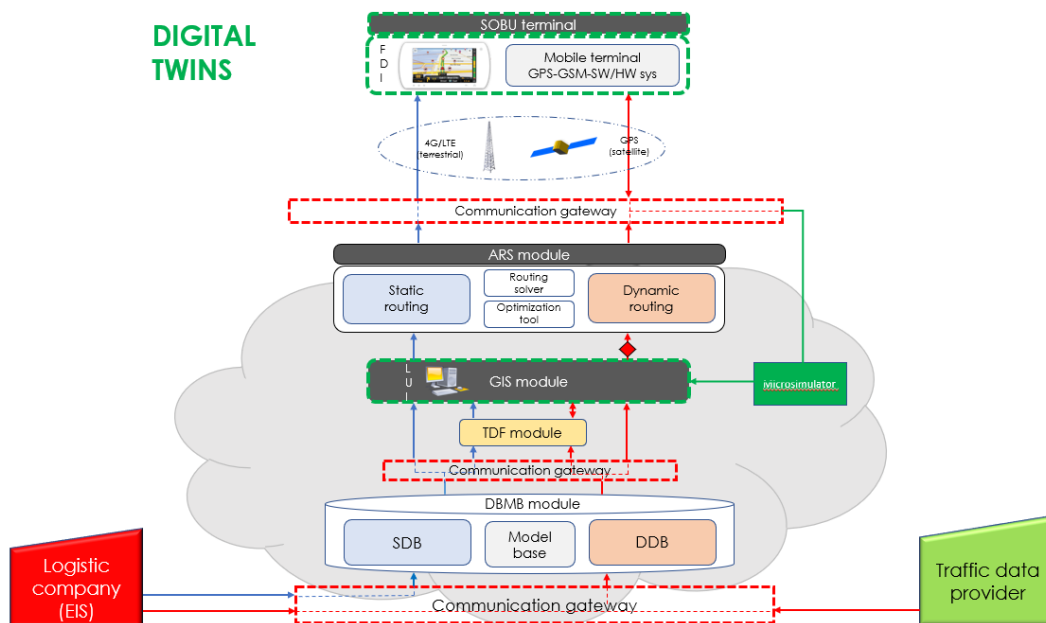 DIGITAL
TWINS
SOBU terminal
F
D
I
Mobile terminal
GPS-GSM-SW/HW sys
4G/LTE
(terrestrial)
GPS
(satellite)
Communication gateway
ARS module
Static
routing
Routing
solver
Optimization
tool
Dynamic
routing
L
U
I
GIS module
Microsimulator
TDF module
Communication gateway
DBMB module
SDB
Model
base
DDB
Logistic
company
(EIS)
Traffic data
provider
Communication gateway